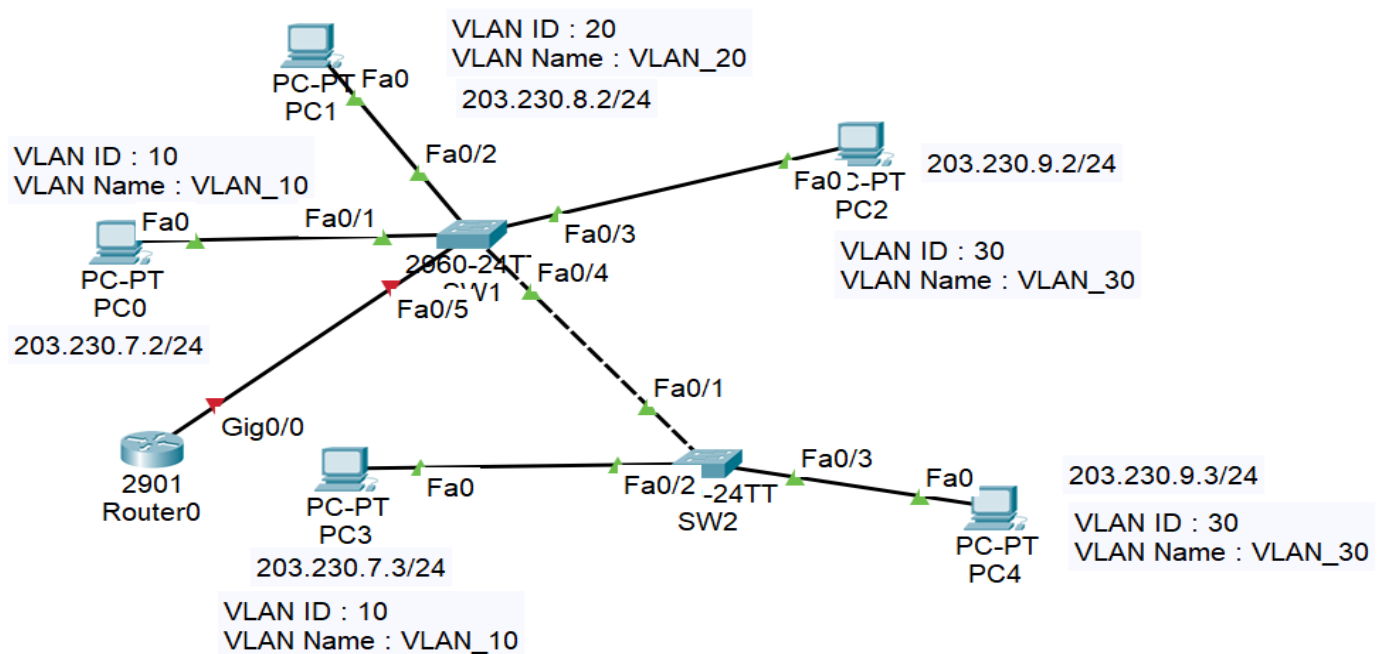 VLAN ID : 20
VLAN Name : VLAN_20
203.230.8.2/24
PC-PT
PC1
Fa0
VLAN ID : 10
VLAN Name : VLAN_10
Fa0/2
Fa0
Fa0/1
PC-PT
PC0
203.230.7.2/24
Fa0
PC2
203.230.9.2/24
VLAN ID : 30
VLAN Name : VLAN_30
Fa0/3
Fa0/4
Fa0/5
Gig0/0
2901
Router0
Fa0/1
PC-PT
PC3
Fa0
203.230.7.3/24
VLAN ID : 10
VLAN Name : VLAN_10
Fa0/2
-24TT
SW2
Fa0/3
Fa0
PC-PT
PC4
203.230.9.3/24
VLAN ID : 30
VLAN Name : VLAN_30